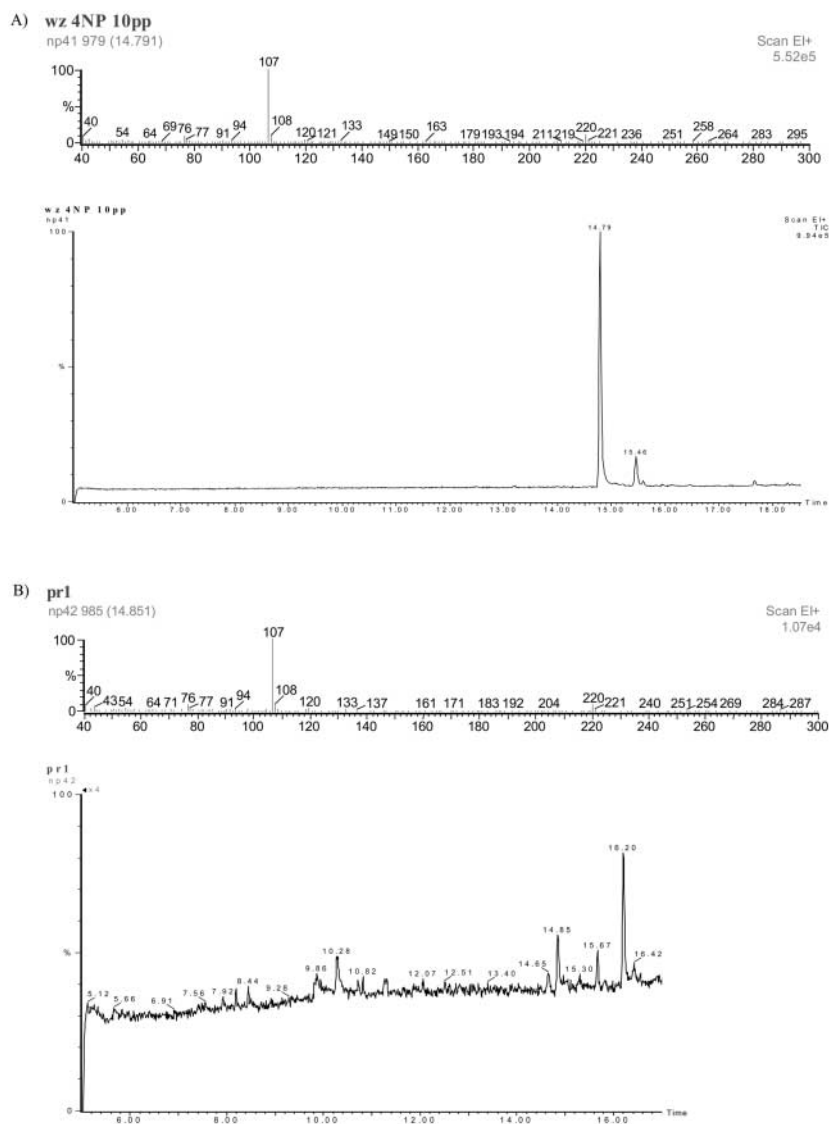 A) wz 4NP 10pp
np41 979 (14.791) Scan EI+
5.52e5
107
100
%
0
40 54 64 69 76 77 91 94 108 120 121 133 149 150 163 179 193 194 211 219 220 221 236 251 258 264 283 295
40 60 80 100 120 140 160 180 200 220 240 260 280 300
wz 4NP 10pp
np41
Scan EI+
TIC
100
14.79
%
15.46
0
6.00 7.00 8.00 9.00 10.00 11.00 12.00 13.00 14.00 15.00 16.00 17.00 18.00 Time
B) pr1
np42 985 (14.851) Scan EI+
1.07e4
107
100
%
0
40 43 54 64 71 76 77 91 94 108 120 133 137 161 171 183 192 204 220 221 240 251 254 269 284 287
40 60 80 100 120 140 160 180 200 220 240 260 280 300
pr1
np42
100
x4
%
0
5.12 5.66 6.91 7.56 7.92 8.44 9.26 9.86 10.28 10.82 12.07 12.51 13.40 14.65 14.85 15.30 15.67 16.20 16.42
6.00 8.00 10.00 12.00 14.00 16.00 Time